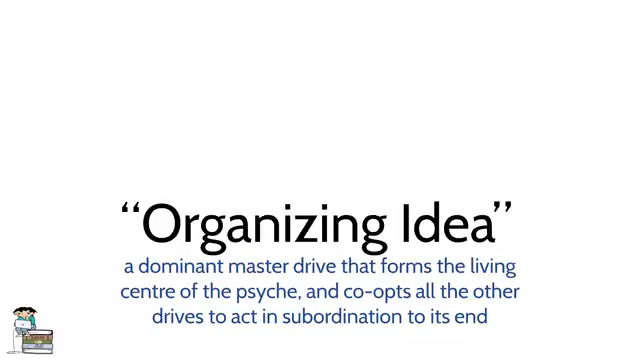 “Organizing Idea”
a dominant master drive that forms the living
centre of the psyche, and co-opts all the other
drives to act in subordination to its end